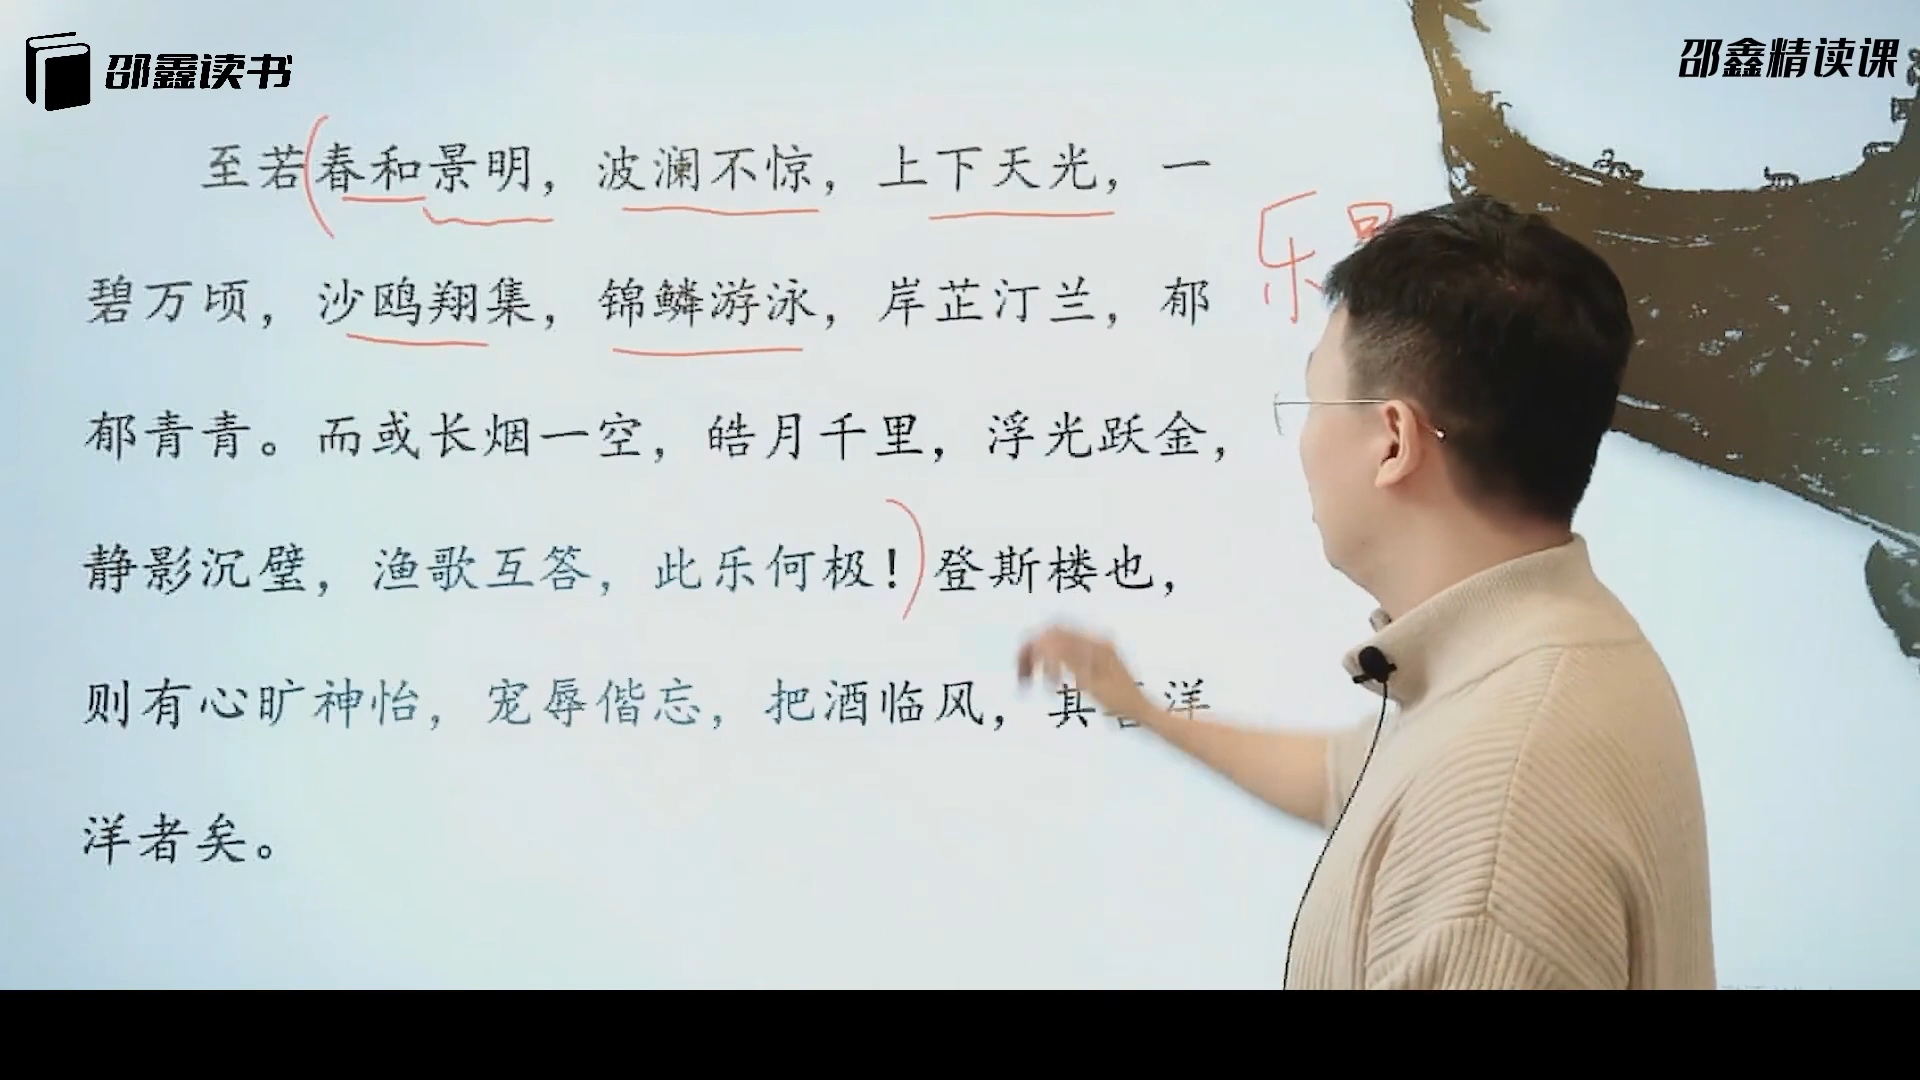 邵鑫读书
邵鑫精读课
至若春和景明，波澜不惊，上下天光，一
碧万顷，沙鸥翔集，锦鳞游泳，岸芷汀兰，郁
郁青青。而或长烟一空，皓月千里，浮光跃金，
静影沉璧，渔歌互答，此乐何极！登斯楼也，
则有心旷神怡，宠辱偕忘，把酒临风，其喜洋
洋者矣。
乐